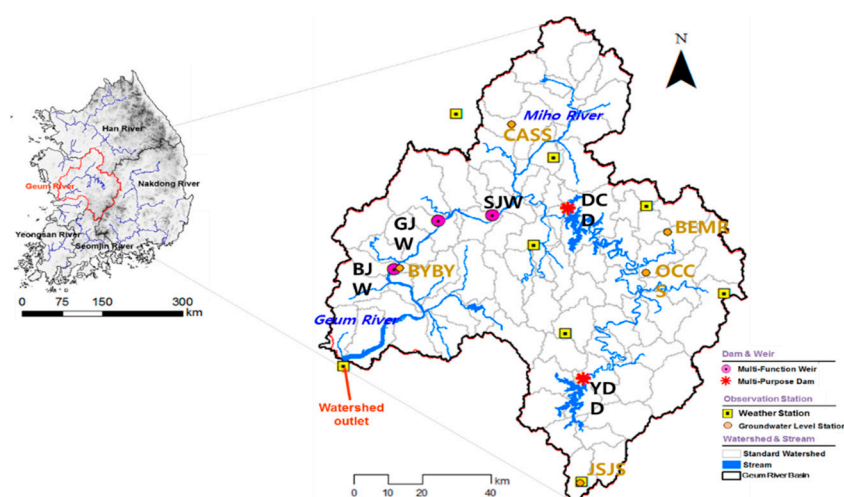 Han River
Geum River
Nakdong River
Yeongsan River
Seomjin River
0 75 150 300
km
N
Miho River
CASS
SJW
GJ
W
DC
D
BEMR
OCC
S
BJ
W
BYBY
Geum River
Watershed
outlet
YD
D
JSJS
0 10 20 40
km
Dam & Weir
Multi-Function Weir
Multi-Purpose Dam
Observation Station
Weather Station
Groundwater Level Station
Watershed & Stream
Standard Watershed
Stream
Geum River Basin